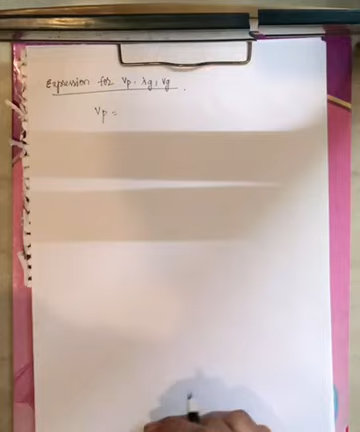 Expression for vp, λg, vg.
vp =